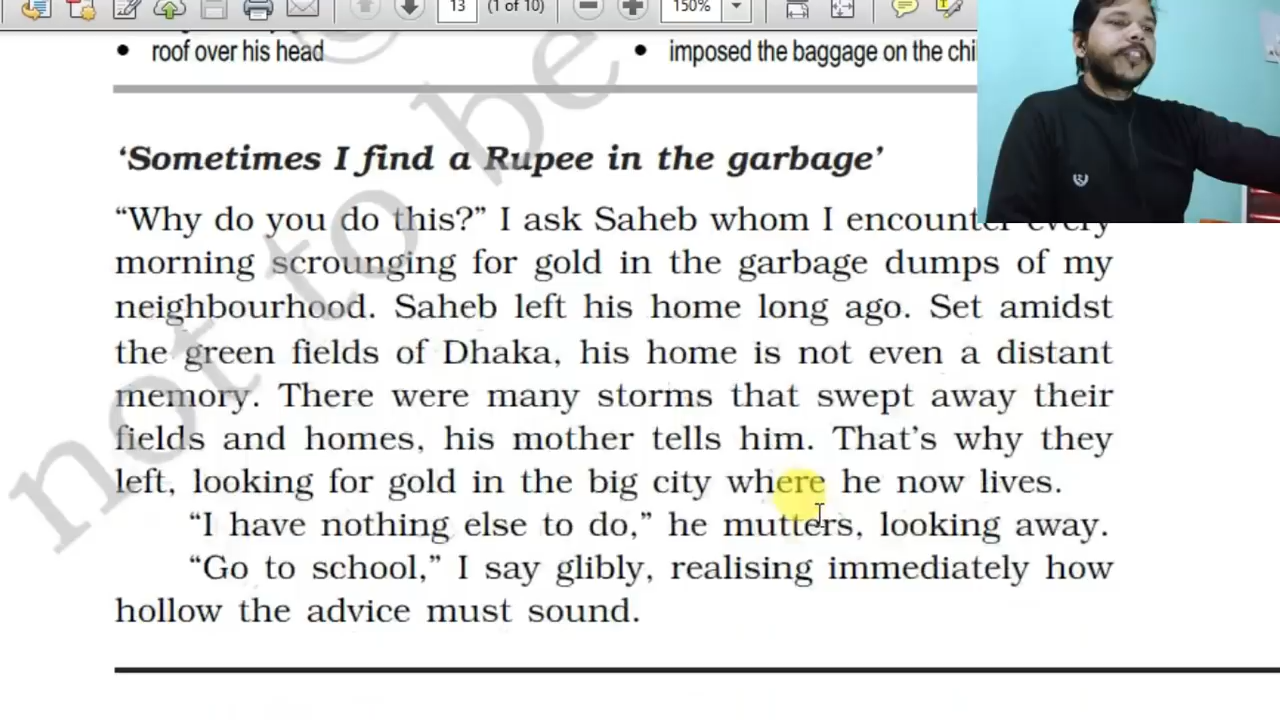 13 (1 of 10) 150%
• roof over his head • imposed the baggage on the chi
‘Sometimes I find a Rupee in the garbage’
“Why do you do this?” I ask Saheb whom I encounter every
morning scrounging for gold in the garbage dumps of my
neighbourhood. Saheb left his home long ago. Set amidst
the green fields of Dhaka, his home is not even a distant
memory. There were many storms that swept away their
fields and homes, his mother tells him. That’s why they
left, looking for gold in the big city where he now lives.
“I have nothing else to do,” he mutters, looking away.
“Go to school,” I say glibly, realising immediately how
hollow the advice must sound.
not to be